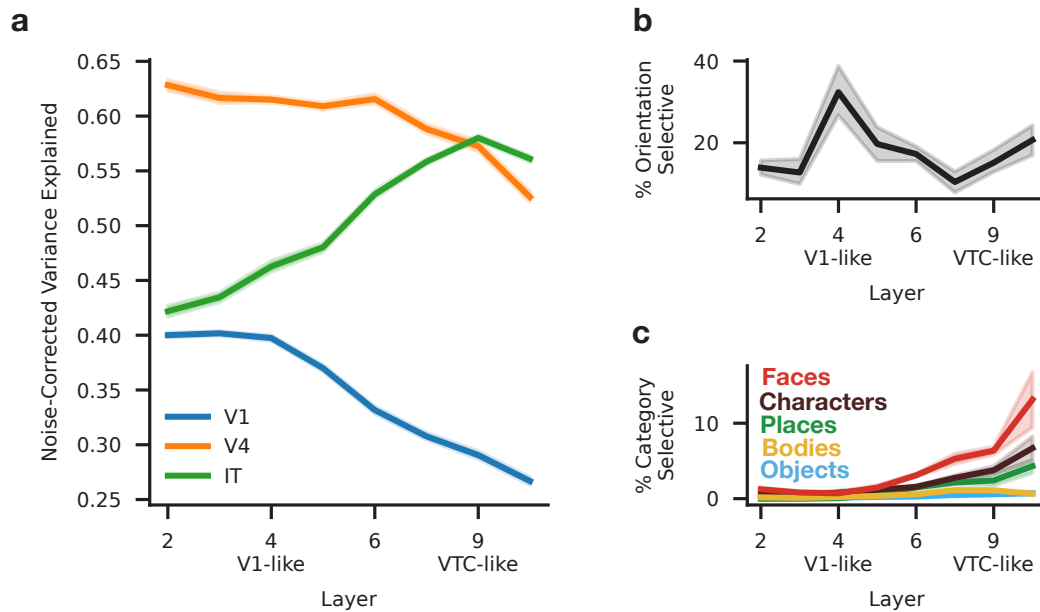 a
Noise-Corrected Variance Explained
0.65
0.60
0.55
0.50
0.45
0.40
0.35
0.30
0.25
V1
V4
IT
2
4
6
9
V1-like
VTC-like
Layer
b
% Orientation
Selective
40
20
2
4
6
9
V1-like
VTC-like
Layer
c
% Category
Selective
10
0
Faces
Characters
Places
Bodies
Objects
2
4
6
9
V1-like
VTC-like
Layer